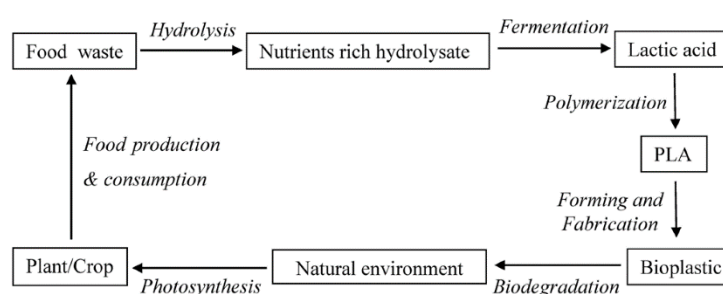 Hydrolysis
Fermentation
Food waste
Nutrients rich hydrolysate
Lactic acid
Polymerization
Food production
& consumption
PLA
Forming and
Fabrication
Plant/Crop
Natural environment
Bioplastic
Photosynthesis
Biodegradation